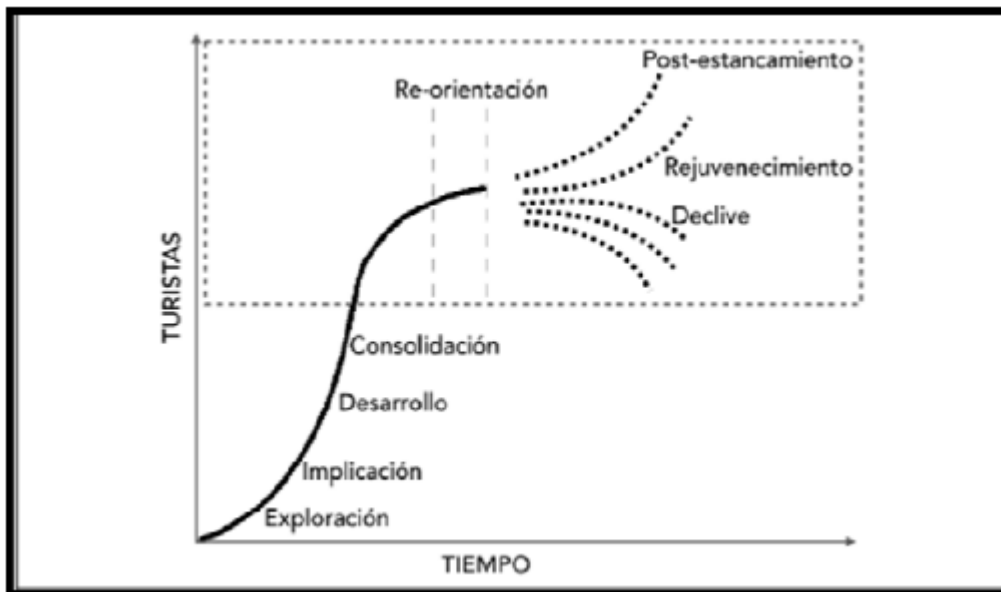 Post-estancamiento
Re-orientación
Rejuvenecimiento
Declive
TURISTAS
Consolidación
Desarrollo
Implicación
Exploración
TIEMPO